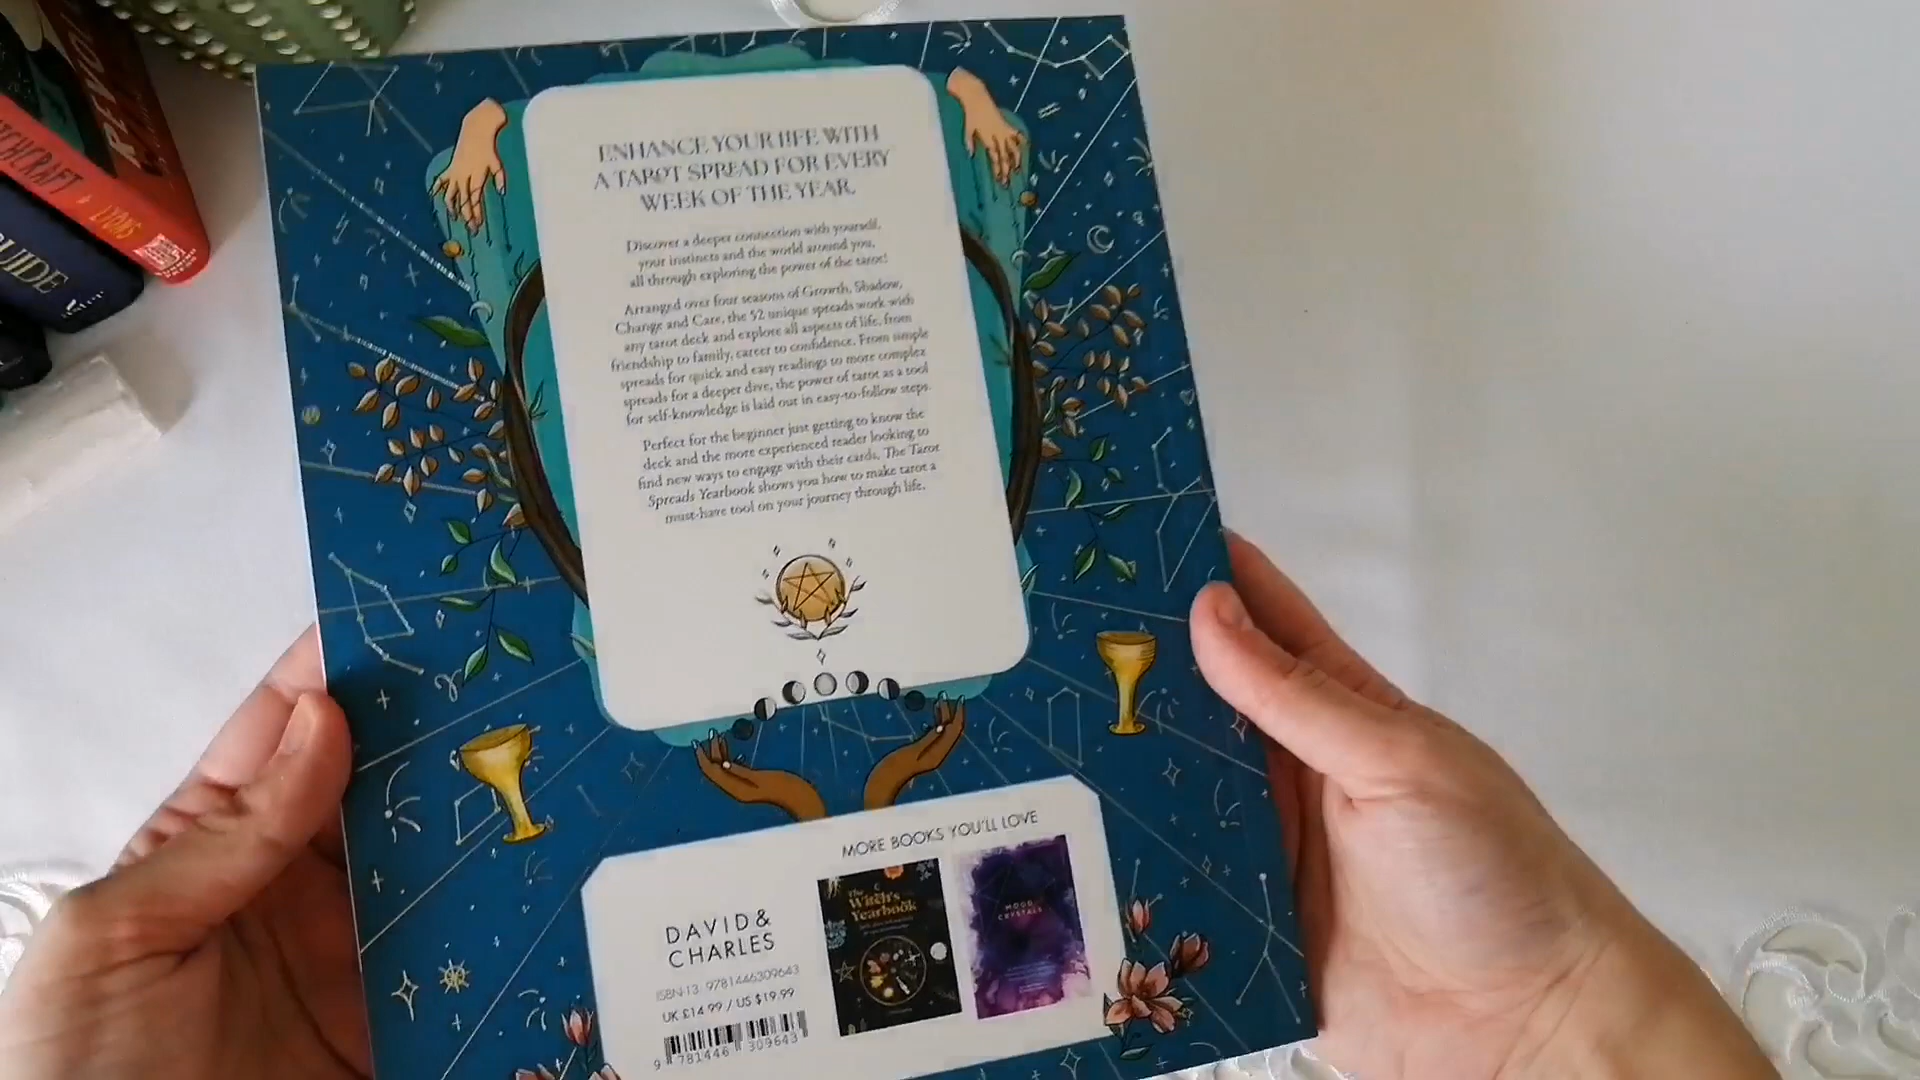 ENHANCE YOUR LIFE WITH
A TAROT SPREAD FOR EVERY
WEEK OF THE YEAR.
Discover a deeper connection with yourself,
your instincts and the world around you,
all through exploring the power of the tarot!
Arranged over four seasons of Growth, Shadow,
Change and Care, the 52 unique spreads work with
any tarot deck and explore all aspects of life, from
friendship to family, career to confidence. From simple
spreads for quick and easy readings to more complex
spreads for a deeper dive, the power of tarot as a tool
for self-knowledge is laid out in easy-to-follow steps.
Perfect for the beginner just getting to know the
deck and the more experienced reader looking to
find new ways to engage with their cards, The Tarot
Spreads Yearbook shows you how to make tarot a
must-have tool on your journey through life.
MORE BOOKS YOU'LL LOVE
The
Witch's
Yearbook
MOOD
CRYSTALS
DAVID &
CHARLES
ISBN-13: 9781446309643
UK £14.99 / US $19.99
9 781446 309643
LYONS
GUIDE